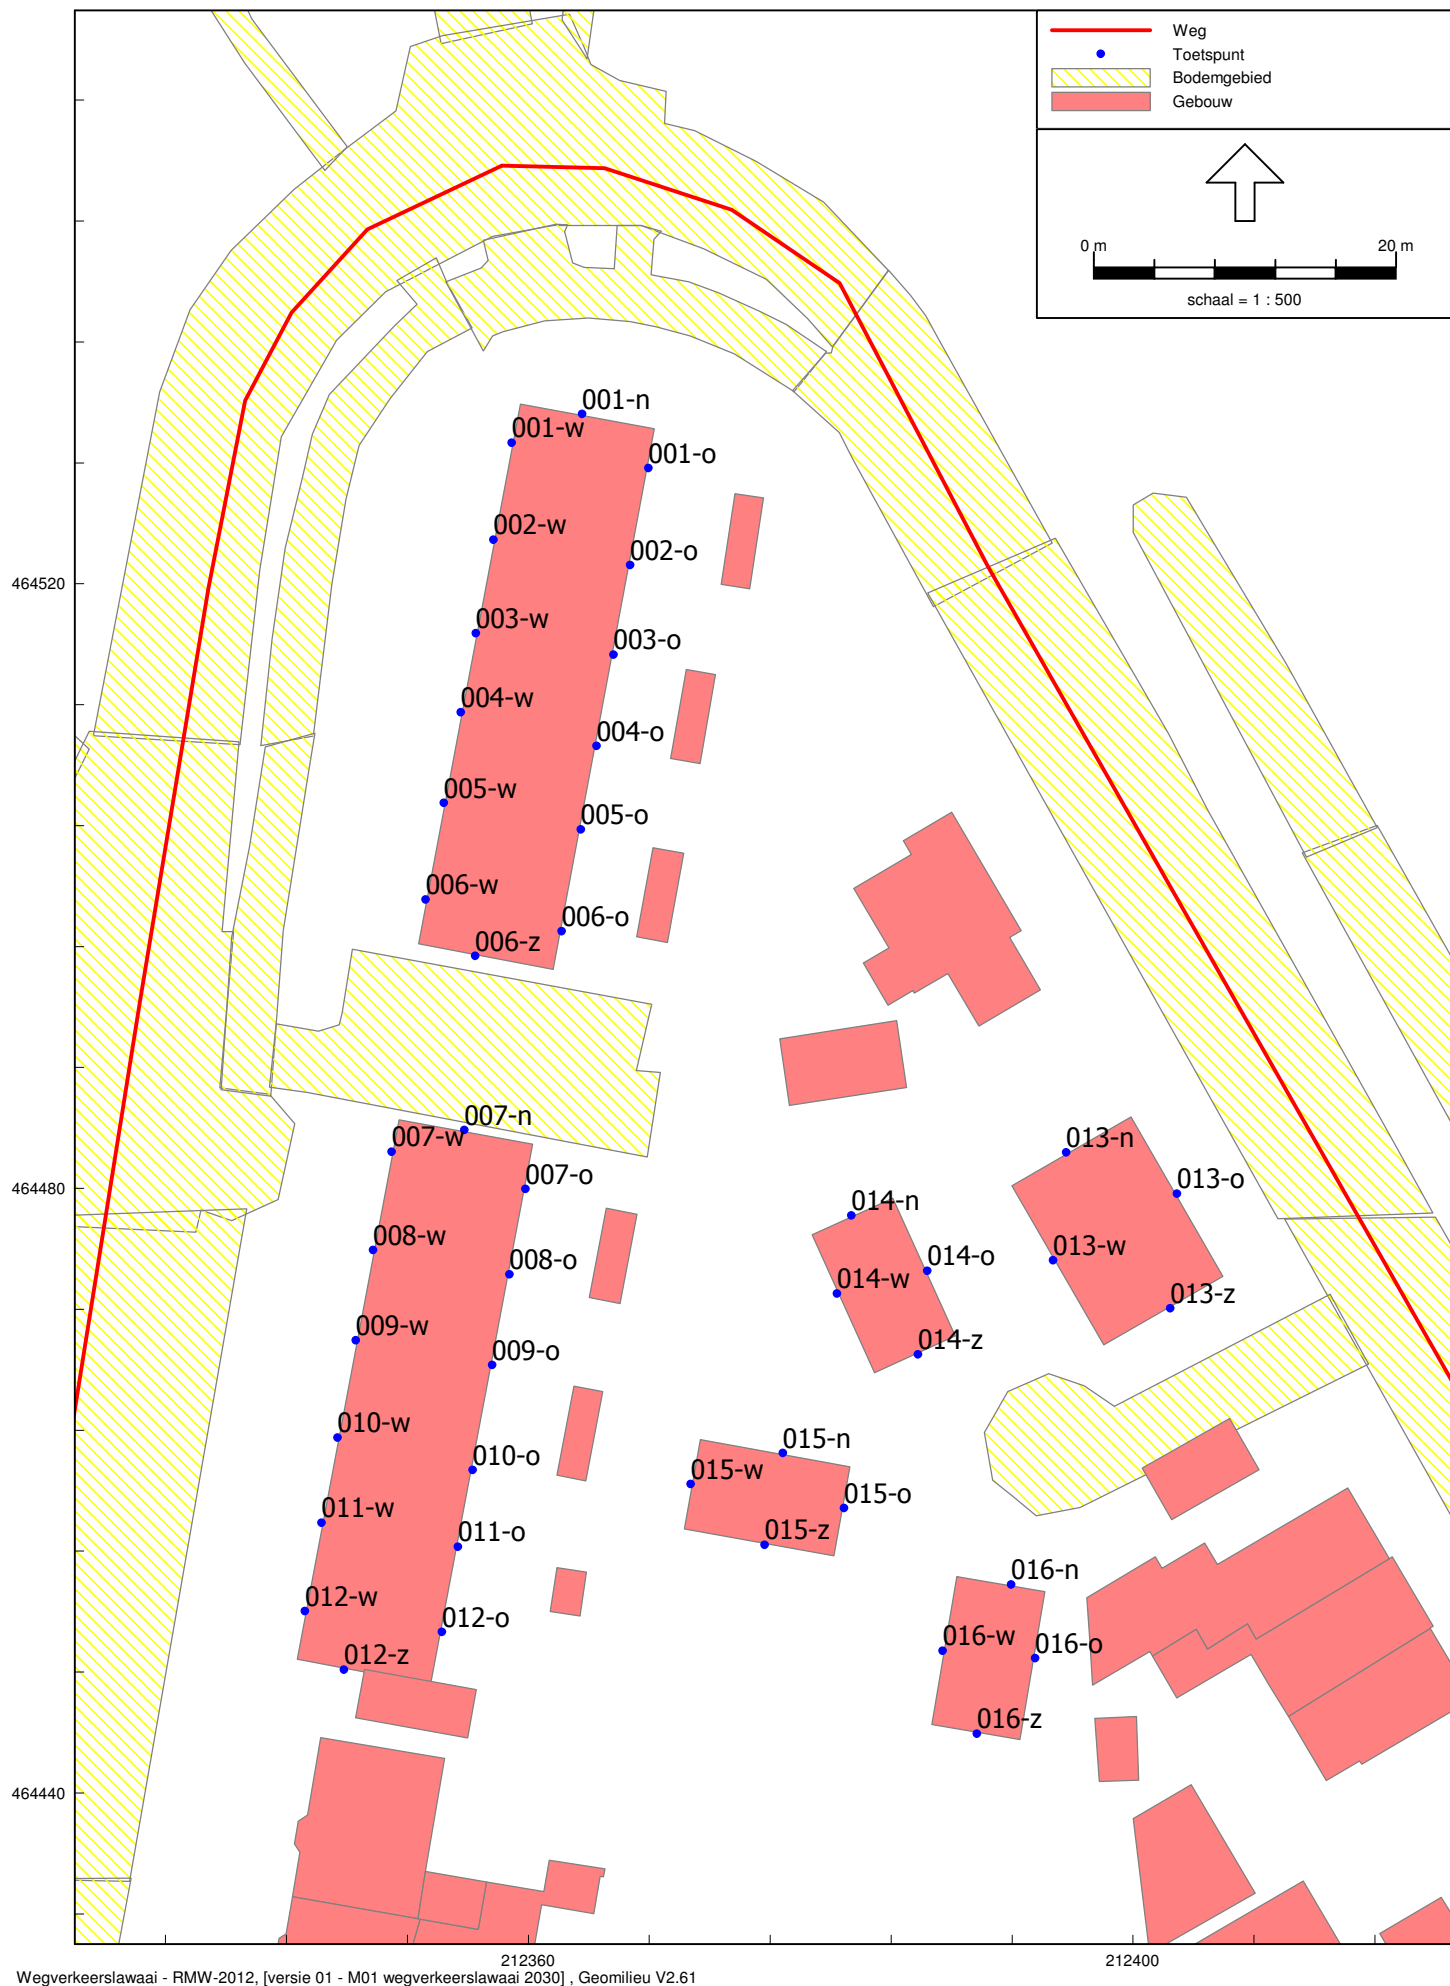 Weg
Toetspunt
Bodemgebied
Gebouw
0 m
20 m
schaal = 1 : 500
001-n
001-w
001-o
002-w
002-o
464520
003-w
003-o
004-w
004-o
005-w
005-o
006-w
006-o
006-z
007-n
007-w
013-n
007-o
013-o
464480
014-n
008-w
008-o
013-w
014-o
014-w
013-z
009-w
014-z
009-o
010-w
015-n
010-o
015-w
015-o
011-w
015-z
011-o
016-n
012-w
012-o
016-w
016-o
012-z
016-z
464440
212360
212400
Wegverkeerslawaai - RMW-2012, [versie 01 - M01 wegverkeerslawaai 2030] , Geomilieu V2.61